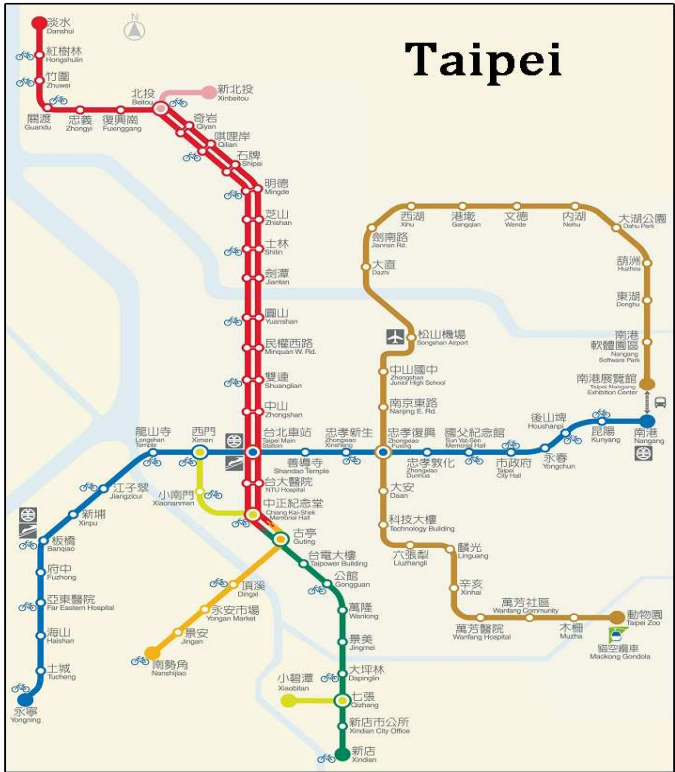 Taipei
淡水
Danshui
紅樹林
Hongshulin
竹圍
Zhuwei
關渡
Guandu
忠義
Zhongyi
復興崗
Fuxinggang
北投
Beitou
新北投
Xinbeitou
奇岩
Qiyan
唭哩岸
Qilian
石牌
Shipai
明德
Mingde
芝山
Zhishan
士林
Shilin
劍潭
Jiantan
圓山
Yuanshan
民權西路
Minquan W. Rd.
雙連
Shuanglian
中山
Zhongshan
西湖
Xihu
港墘
Gangqian
文德
Wende
內湖
Neihu
大湖公園
Dahu Park
葫洲
Huzhou
東湖
Donghu
南港
軟體園區
Nangang
Software Park
南港展覽館
Taipei Nangang
Exhibition Center
劍南路
Jiannan Rd.
大直
Dazhi
松山機場
Songshan Airport
中山國中
Zhongshan
Junior High School
南京東路
Nanjing E. Rd.
龍山寺
Longshan
Temple
西門
Ximen
台北車站
Taipei Main
Station
善導寺
Shandao Temple
忠孝新生
Zhongxiao
Xinsheng
忠孝復興
Zhongxiao
Fuxing
忠孝敦化
Zhongxiao
Dunhua
國父紀念館
Sun Yat-Sen
Memorial Hall
市政府
Taipei
City Hall
永春
Yongchun
後山埤
Houshanpi
昆陽
Kunyang
南港
Nangang
江子翠
Jiangzicui
新埔
Xinpu
板橋
Banqiao
府中
Fuzhong
亞東醫院
Far Eastern Hospital
海山
Haishan
土城
Tucheng
永寧
Yongning
小南門
Xiaonanmen
台大醫院
NTU Hospital
中正紀念堂
Chang Kai-Shek
Memorial Hall
古亭
Guting
頂溪
Dingxi
永安市場
Yongan Market
景安
Jingan
南勢角
Nanshijiao
台電大樓
Taipower Building
公館
Gongguan
萬隆
Wanlong
景美
Jingmei
大坪林
Dapinglin
小碧潭
Xiaobitan
七張
Qizhang
新店市公所
Xindian City Office
新店
Xindian
大安
Daan
科技大樓
Technology Building
六張犁
Liuzhangli
麟光
Linguang
辛亥
Xinhai
萬芳醫院
Wanfang Hospital
萬芳社區
Wanfang Community
木柵
Muzha
動物園
Taipei Zoo
貓空纜車
Maokong Gondola